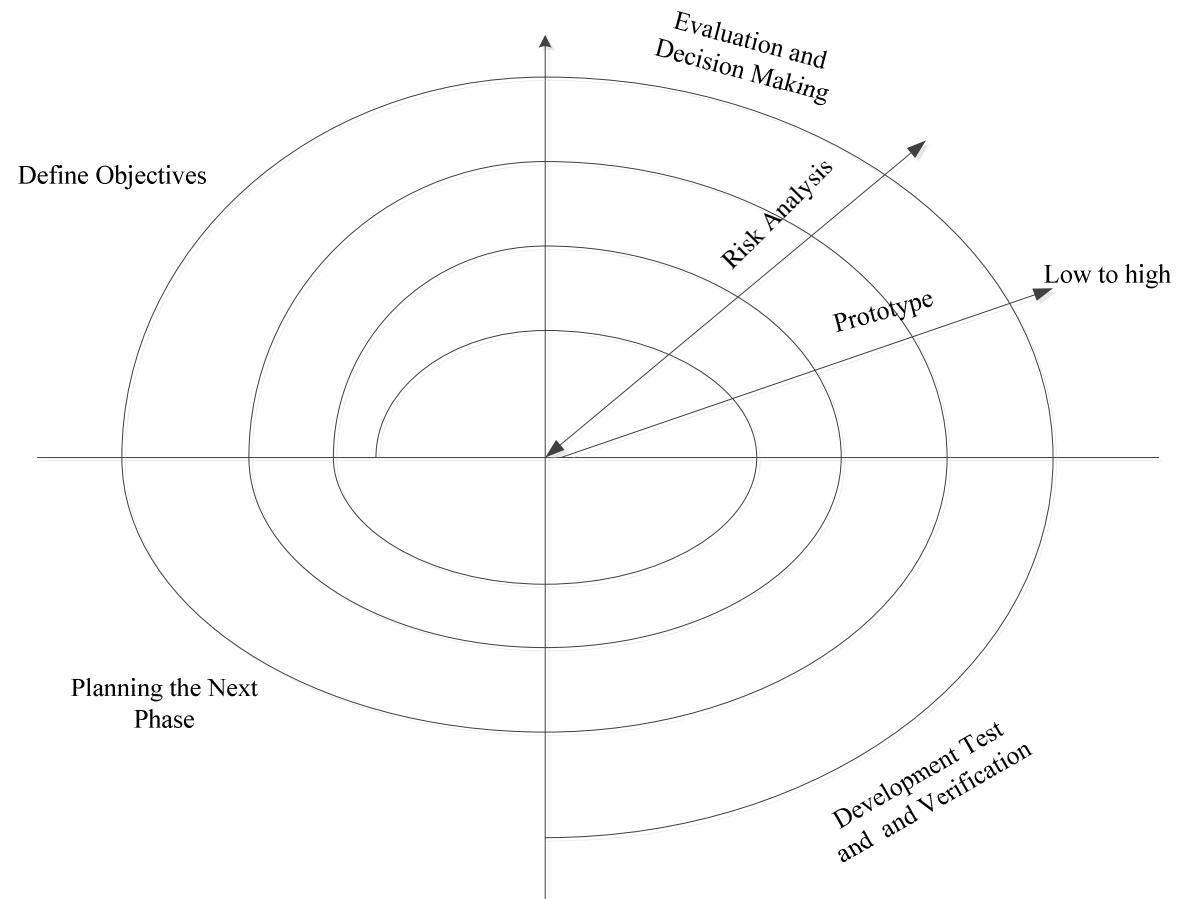 Evaluation and
Decision Making
Define Objectives
Risk Analysis
Low to high
Prototype
Planning the Next
Phase
Development Test
and and Verification